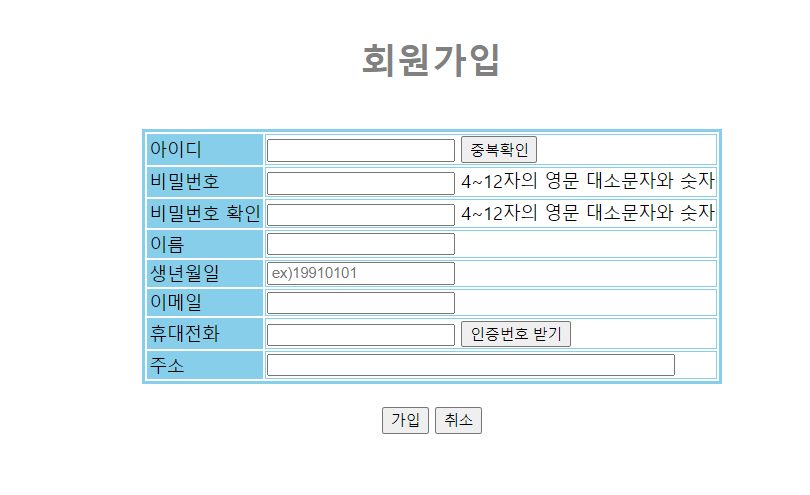 회원가입
아이디 중복확인
비밀번호 4~12자의 영문 대소문자와 숫자
비밀번호 확인 4~12자의 영문 대소문자와 숫자
이름
생년월일 ex)19910101
이메일
휴대전화 인증번호 받기
주소
가입 취소